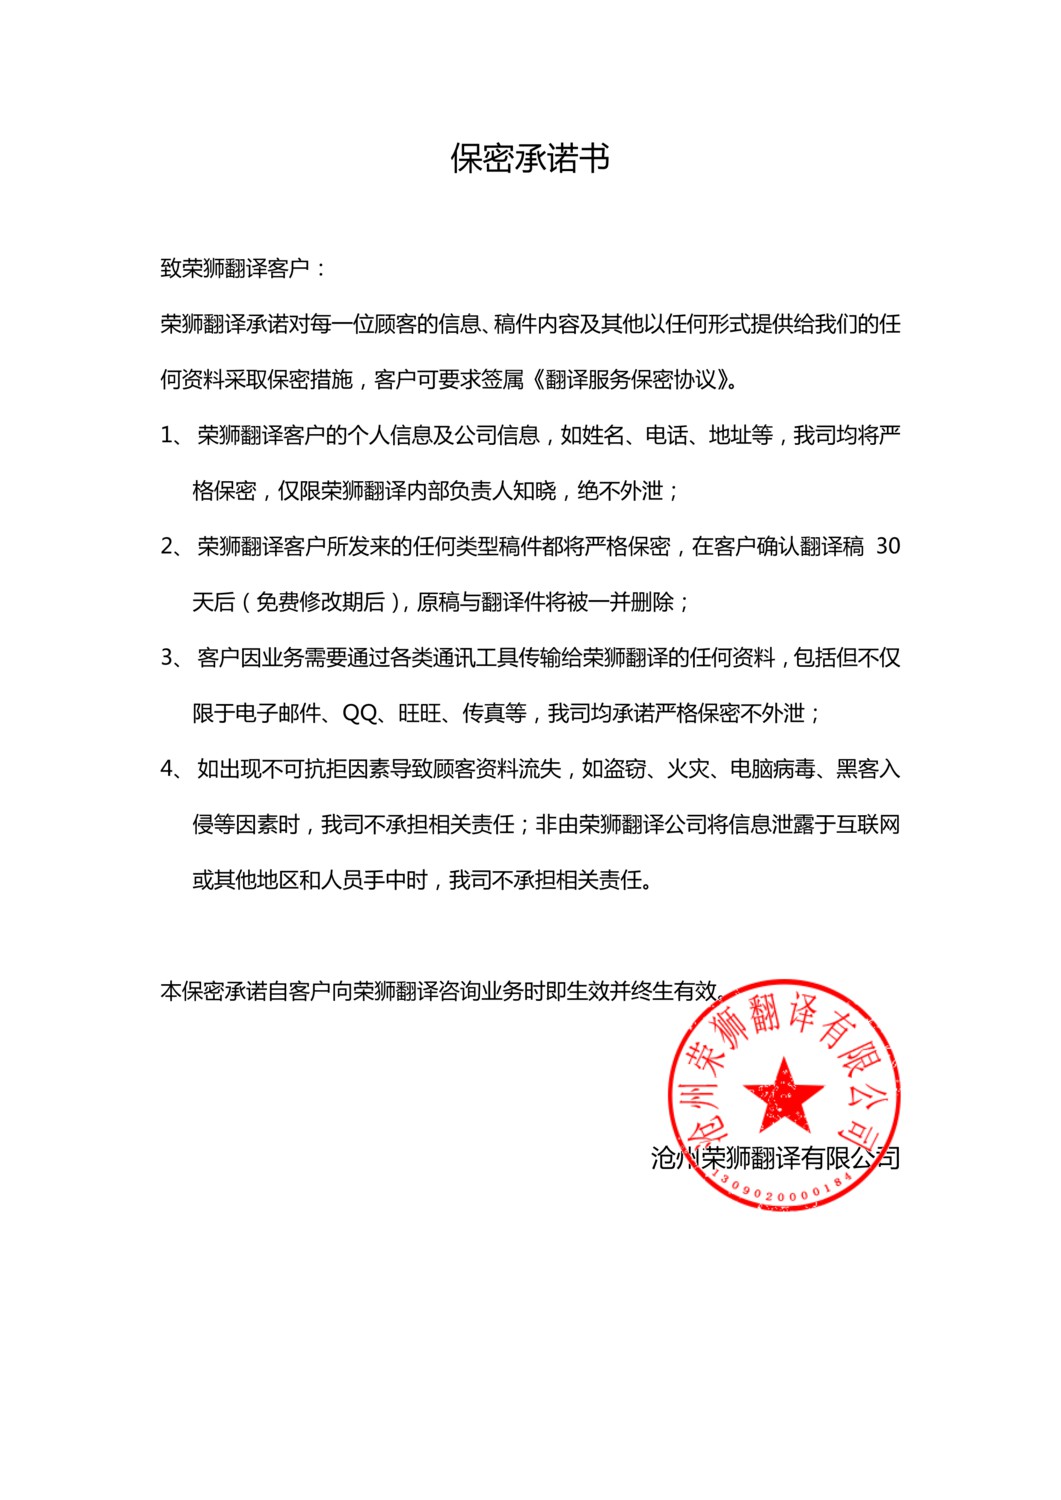 保密承诺书
致荣狮翻译客户：
荣狮翻译承诺对每一位顾客的信息、稿件内容及其他以任何形式提供给我们的任
何资料采取保密措施，客户可要求签属《翻译服务保密协议》。
1、 荣狮翻译客户的个人信息及公司信息，如姓名、电话、地址等，我司均将严
格保密，仅限荣狮翻译内部负责人知晓，绝不外泄；
2、 荣狮翻译客户所发来的任何类型稿件都将严格保密，在客户确认翻译稿 30
天后（免费修改期后），原稿与翻译件将被一并删除；
3、 客户因业务需要通过各类通讯工具传输给荣狮翻译的任何资料，包括但不仅
限于电子邮件、QQ、旺旺、传真等，我司均承诺严格保密不外泄；
4、 如出现不可抗拒因素导致顾客资料流失，如盗窃、火灾、电脑病毒、黑客入
侵等因素时，我司不承担相关责任；非由荣狮翻译公司将信息泄露于互联网
或其他地区和人员手中时，我司不承担相关责任。
本保密承诺自客户向荣狮翻译咨询业务时即生效并终生有效。
沧州荣狮翻译有限公司
沧州荣狮翻译有限公司
1309020000184